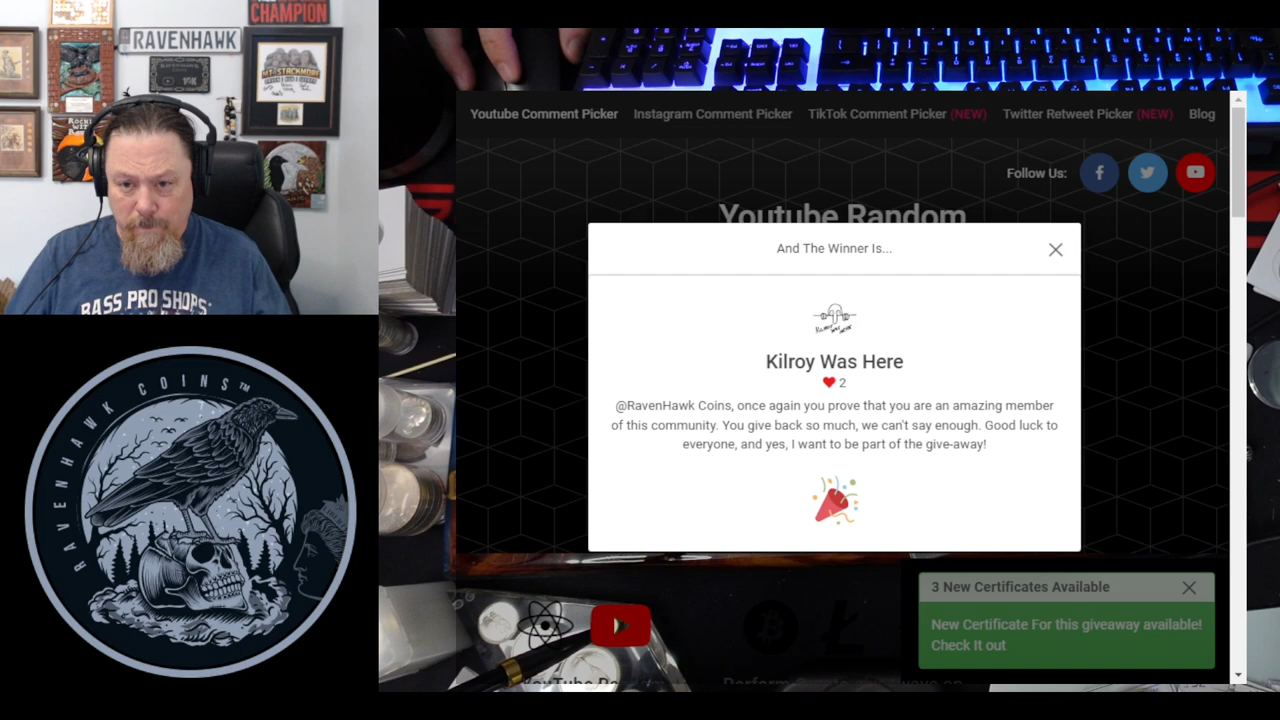 CHAMPION
RAVENHAWK
MT. STACKMORE
BASS PRO SHOPS
RAVENHAWK COINS™
Youtube Comment Picker
Instagram Comment Picker
TikTok Comment Picker (NEW)
Twitter Retweet Picker (NEW)
Blog
Follow Us:
Youtube Random
And The Winner Is...
Kilroy Was Here
2
@RavenHawk Coins, once again you prove that you are an amazing member
of this community. You give back so much, we can't say enough. Good luck to
everyone, and yes, I want to be part of the give-away!
3 New Certificates Available
New Certificate For this giveaway available!
Check It out